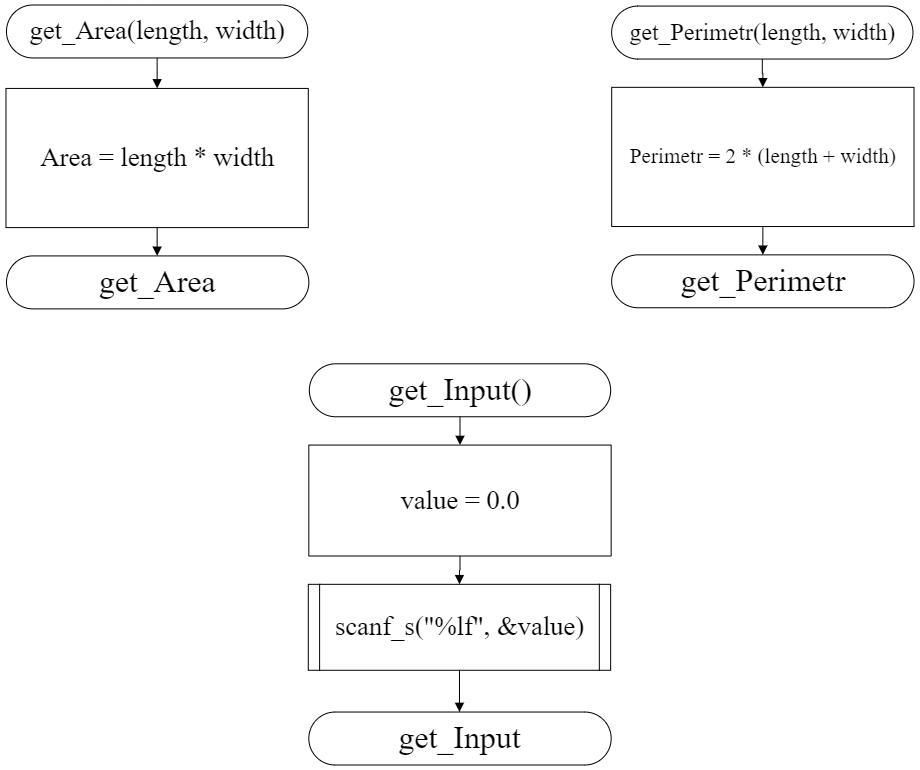 get_Area(length, width)
Area = length * width
get_Area
get_Perimetr(length, width)
Perimetr = 2 * (length + width)
get_Perimetr
get_Input()
value = 0.0
scanf_s("%lf", &value)
get_Input